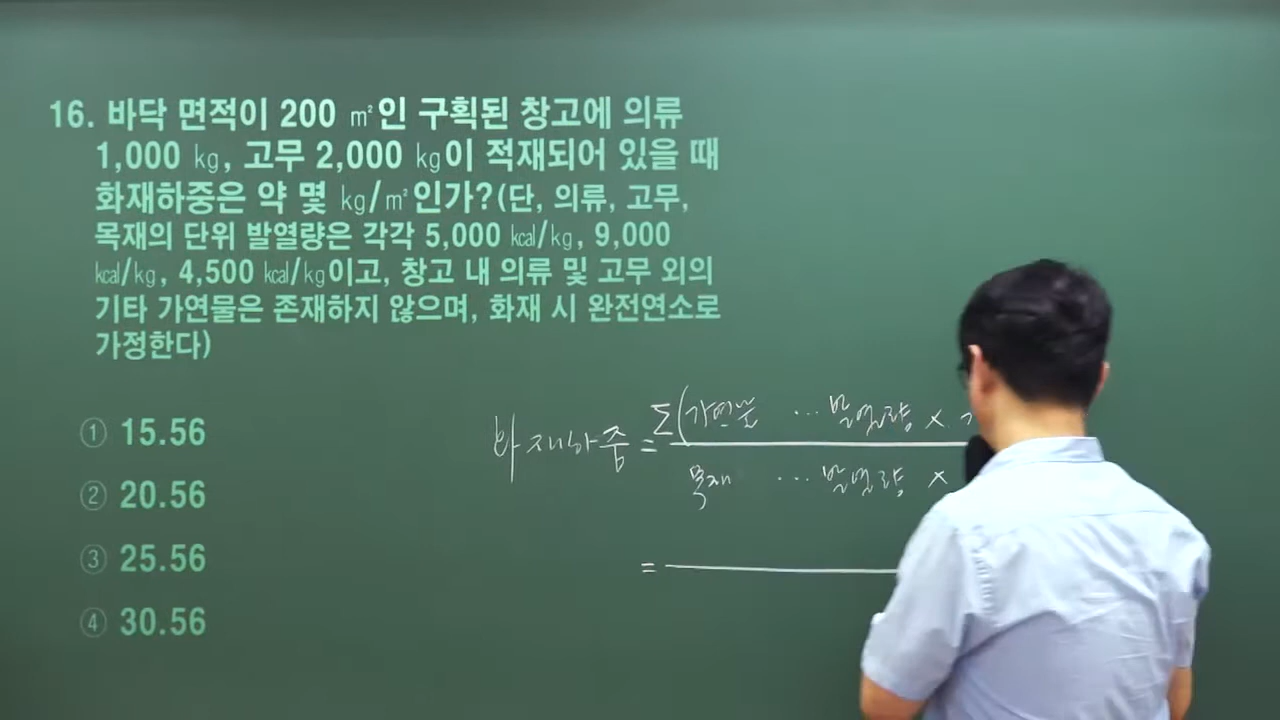 16. 바닥 면적이 200 ㎡인 구획된 창고에 의류
1,000 ㎏, 고무 2,000 ㎏이 적재되어 있을 때
화재하중은 약 몇 ㎏/㎡인가?(단, 의류, 고무,
목재의 단위 발열량은 각각 5,000 ㎉/㎏, 9,000
㎉/㎏, 4,500 ㎉/㎏이고, 창고 내 의류 및 고무 외의
기타 가연물은 존재하지 않으며, 화재 시 완전연소로
가정한다)
① 15.56
② 20.56
③ 25.56
④ 30.56
화재하중 = Σ(가연물 ... 발열량 ×
목재 ... 발열량 ×
=